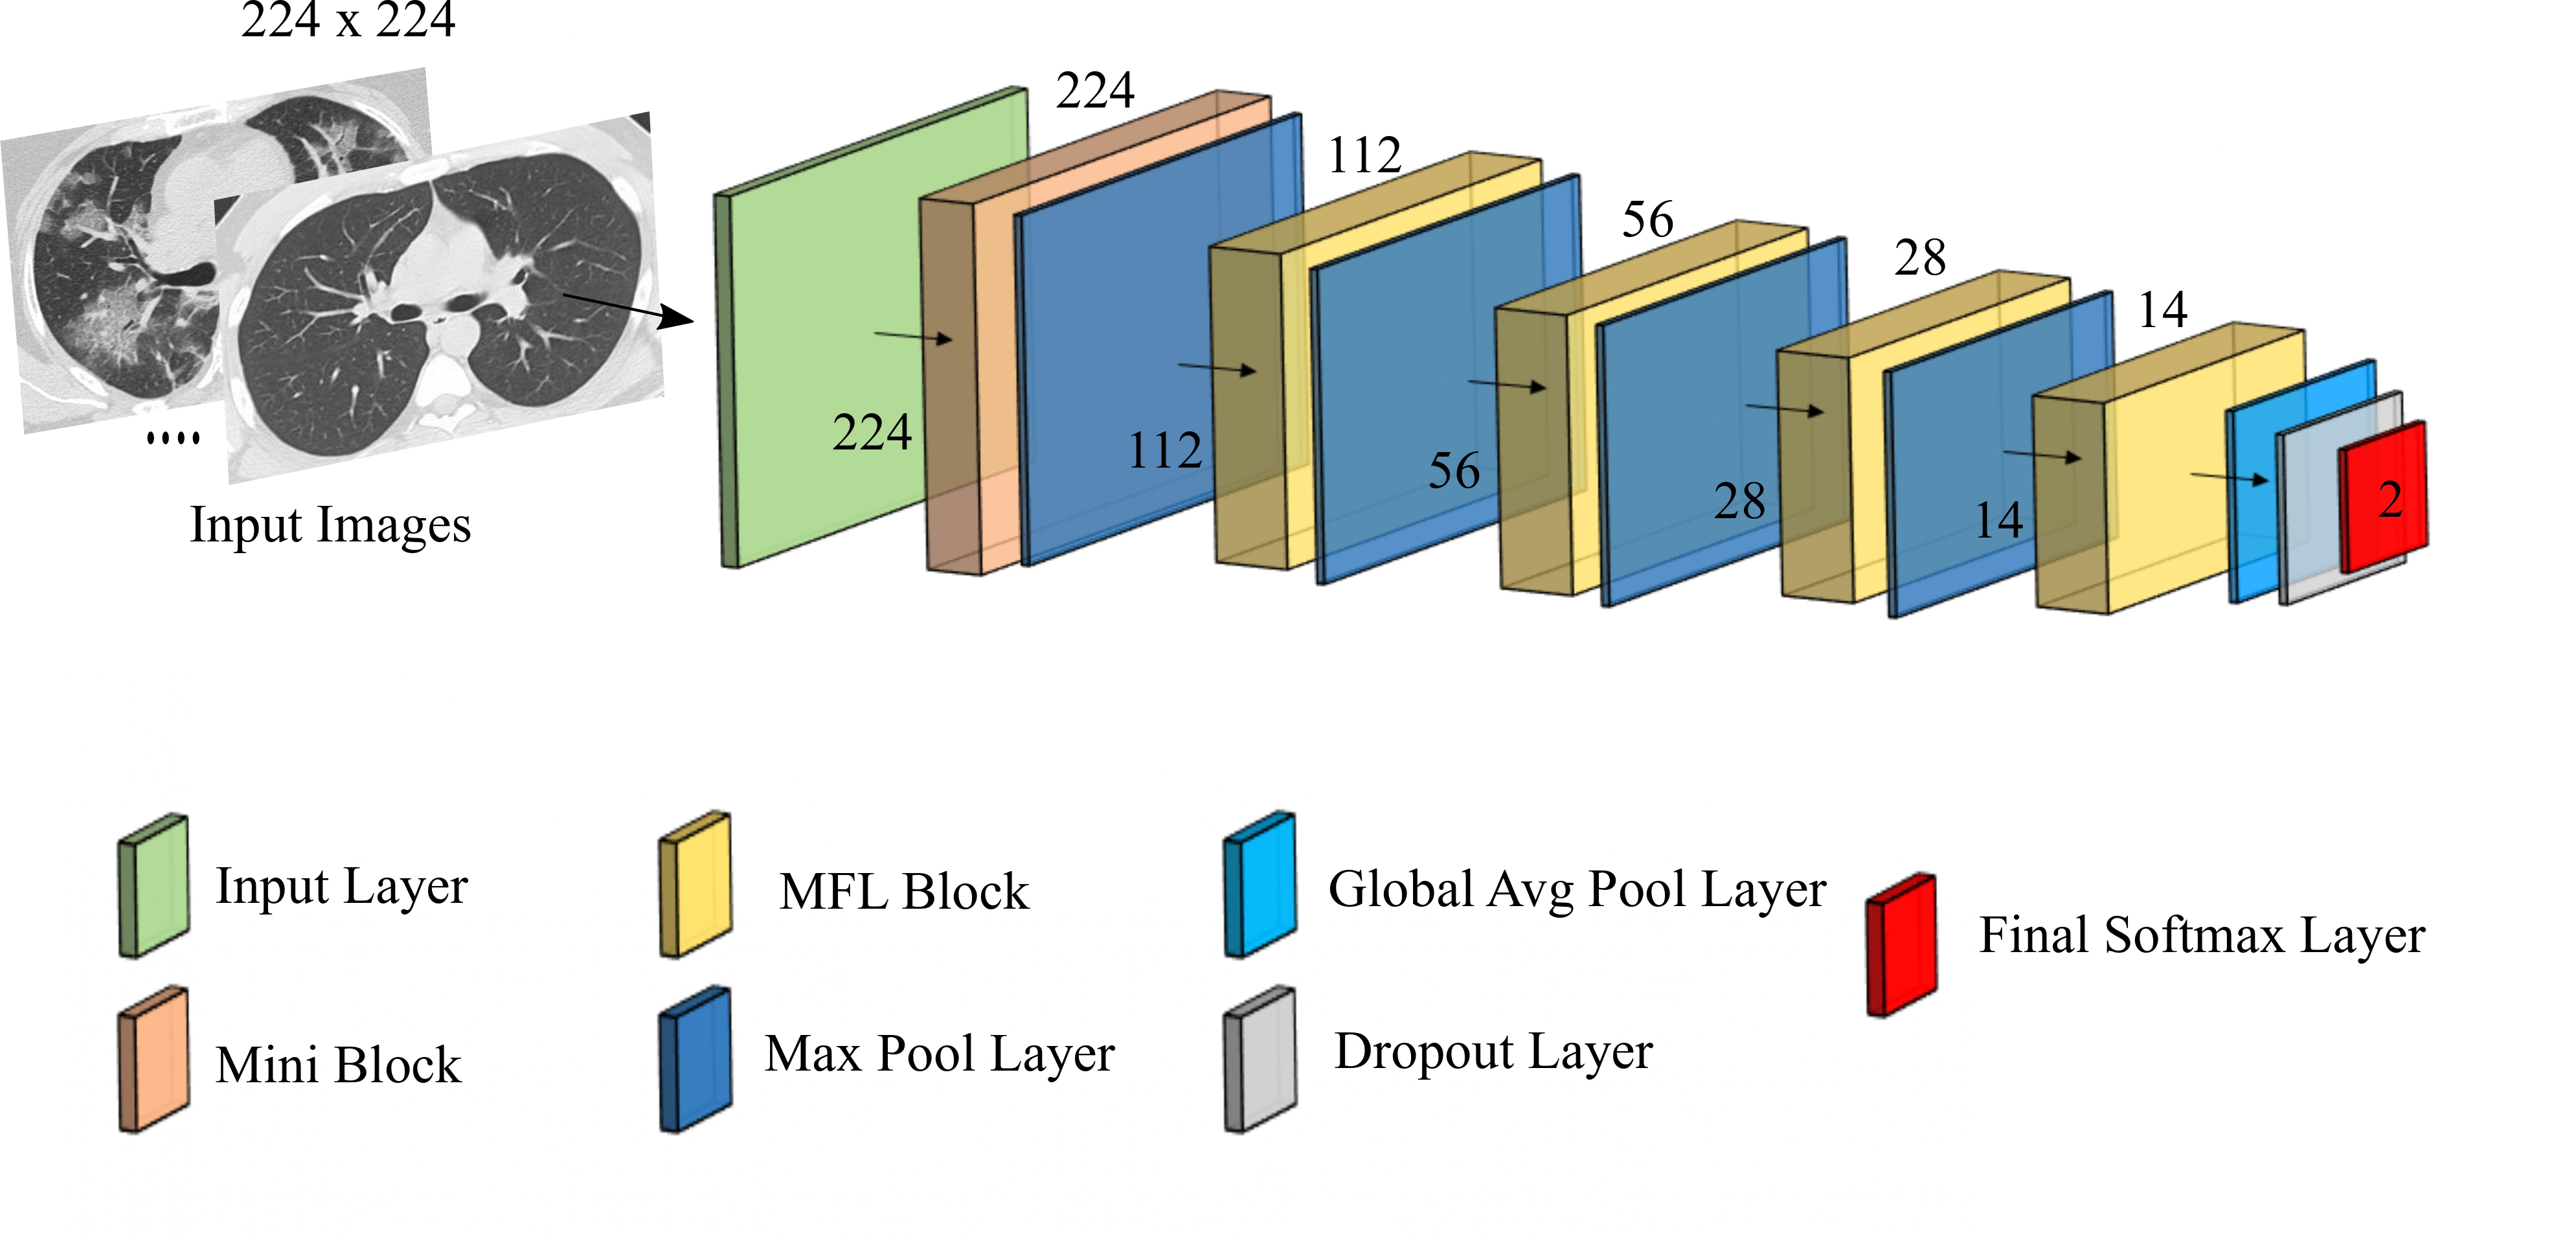 224 x 224
Input Images
224
224
112
112
56
56
28
28
14
14
2
Input Layer
MFL Block
Global Avg Pool Layer
Final Softmax Layer
Mini Block
Max Pool Layer
Dropout Layer